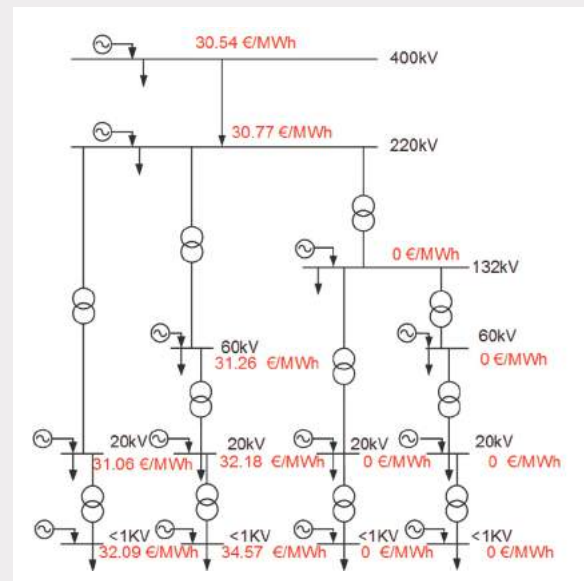 30.54 €/MWh
400kV
30.77 €/MWh
220kV
0 €/MWh
132kV
60kV
31.26 €/MWh
60kV
0 €/MWh
20kV
31.06 €/MWh
20kV
32.18 €/MWh
20kV
0 €/MWh
20kV
0 €/MWh
<1KV
32.09 €/MWh
<1KV
34.57 €/MWh
<1KV
0 €/MWh
<1KV
0 €/MWh